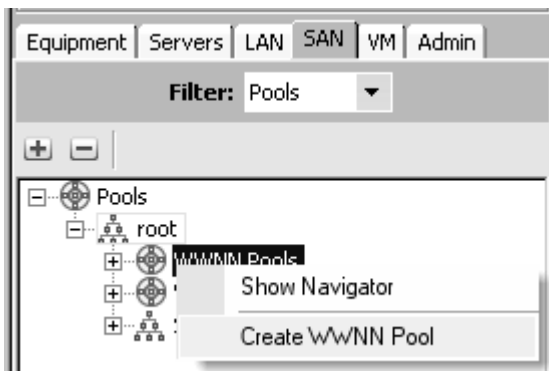 Equipment Servers LAN SAN VM Admin
Filter: Pools
Pools
root
WWNN Pools
Show Navigator
Create WWNN Pool